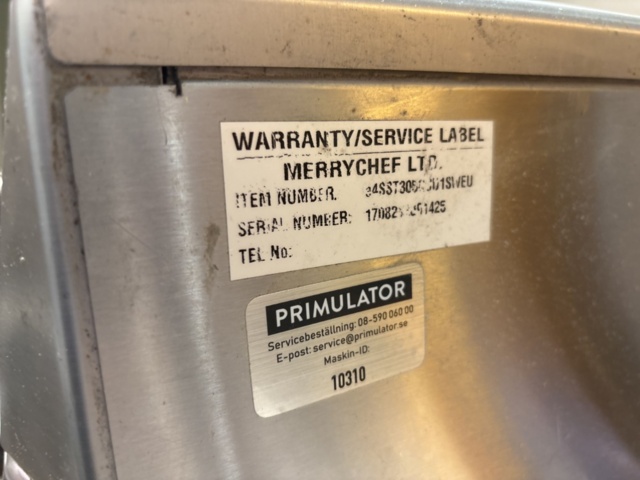 WARRANTY/SERVICE LABEL
MERRYCHEF LTD.
ITEM NUMBER:
SERIAL NUMBER:
TEL No:
PRIMULATOR
Servicebeställning: 08-590 060 00
E-post: service@primulator.se
Maskin-ID:
10310